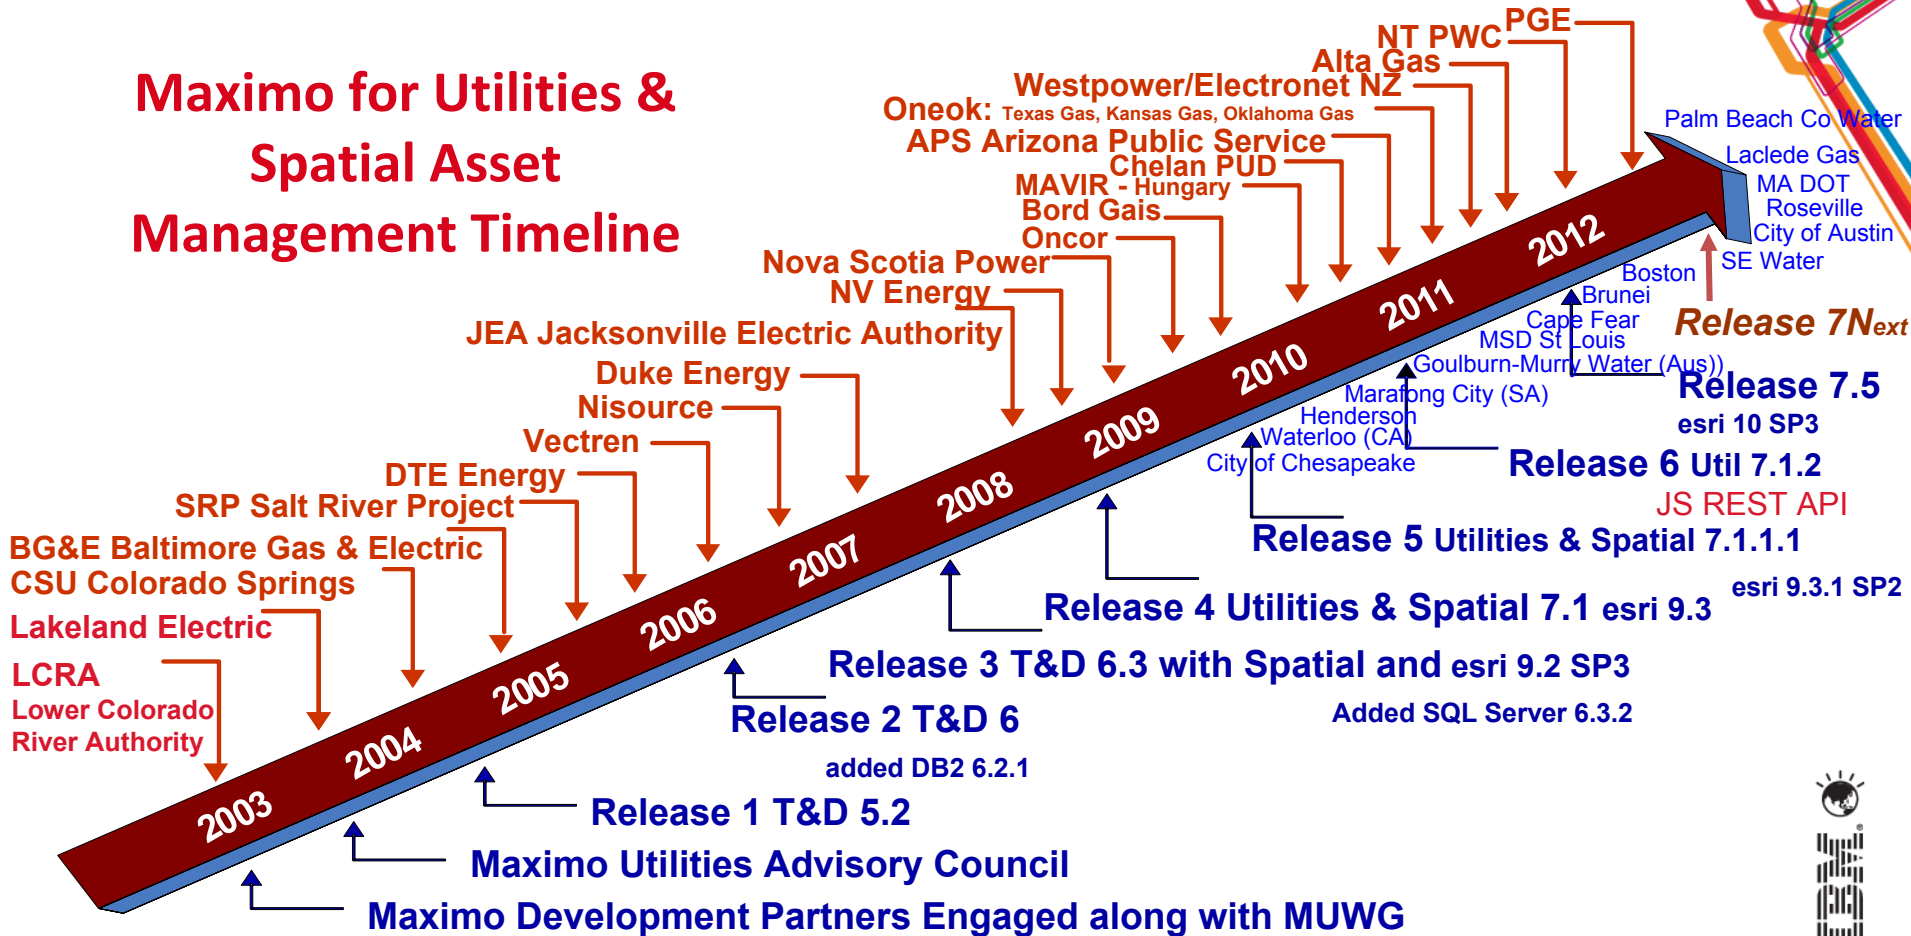 Maximo for Utilities &
Spatial Asset
Management Timeline
PGE
NT PWC
Alta Gas
Westpower/Electronet NZ
Oneok: Texas Gas, Kansas Gas, Oklahoma Gas
APS Arizona Public Service
Chelan PUD
MAVIR - Hungary
Bord Gais
Oncor
Nova Scotia Power
NV Energy
JEA Jacksonville Electric Authority
Duke Energy
Nisource
Vectren
DTE Energy
SRP Salt River Project
BG&E Baltimore Gas & Electric
CSU Colorado Springs
Lakeland Electric
LCRA
Lower Colorado
River Authority
2003
2004
2005
2006
2007
2008
2009
2010
2011
2012
Palm Beach Co Water
Laclede Gas
MA DOT
Roseville
City of Austin
SE Water
Boston
Brunei
Cape Fear
MSD St Louis
Goulburn-Murry Water (Aus))
Marafong City (SA)
Henderson
Waterloo (CA)
City of Chesapeake
Release 7Next
Release 7.5
esri 10 SP3
Release 6 Util 7.1.2
JS REST API
Release 5 Utilities & Spatial 7.1.1.1
esri 9.3.1 SP2
Release 4 Utilities & Spatial 7.1 esri 9.3
Release 3 T&D 6.3 with Spatial and esri 9.2 SP3
Added SQL Server 6.3.2
Release 2 T&D 6
added DB2 6.2.1
Release 1 T&D 5.2
Maximo Utilities Advisory Council
Maximo Development Partners Engaged along with MUWG
IBM®